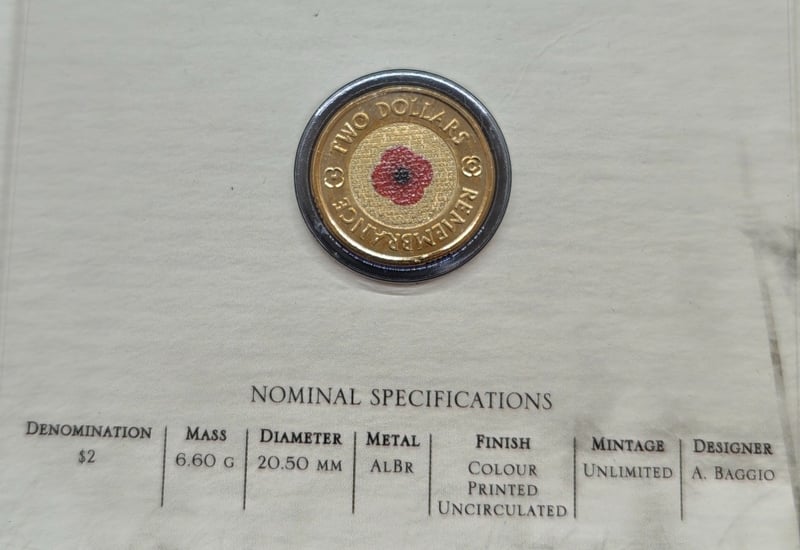 TWO DOLLARS
REMEMBRANCE
NOMINAL SPECIFICATIONS
DENOMINATION
$2
MASS
6.60 G
DIAMETER
20.50 MM
METAL
ALBR
FINISH
COLOUR
PRINTED
UNCIRCULATED
MINTAGE
UNLIMITED
DESIGNER
A. BAGGIO